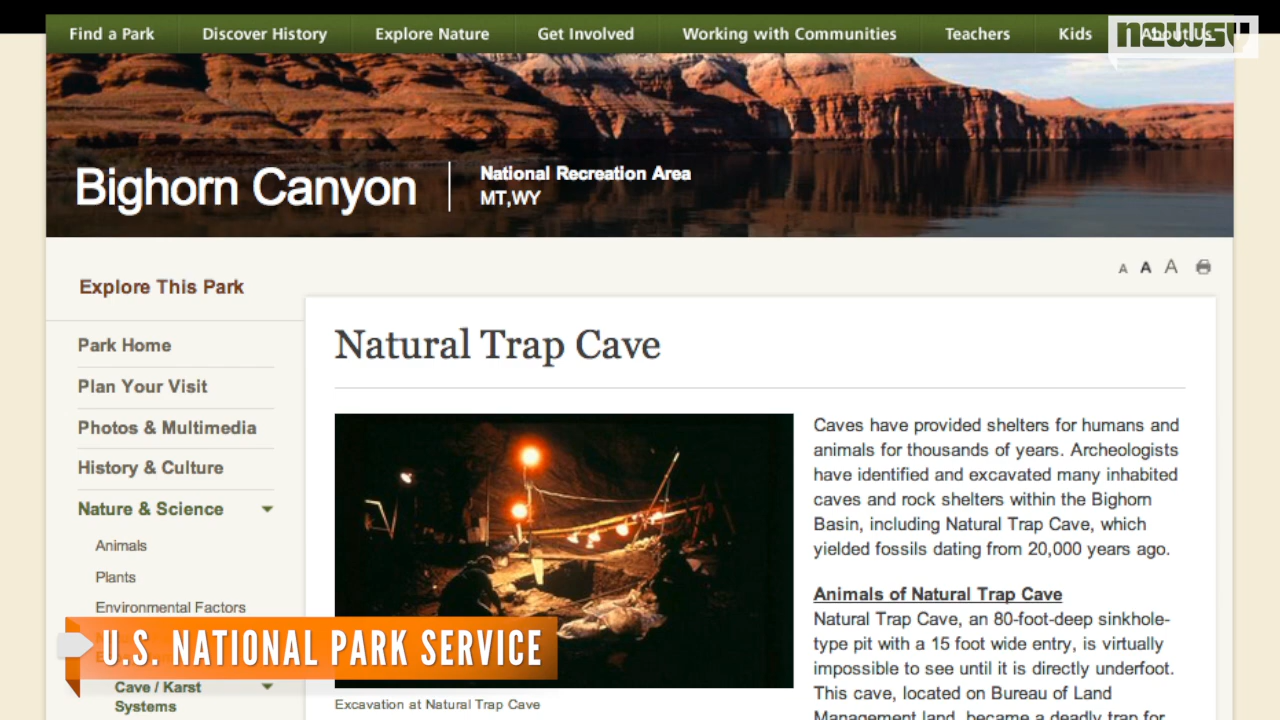 Find a Park Discover History Explore Nature Get Involved Working with Communities Teachers Kids About Us
newsy
Bighorn Canyon
National Recreation Area
MT,WY
A A A
Explore This Park
Park Home
Plan Your Visit
Photos & Multimedia
History & Culture
Nature & Science
Animals
Plants
Environmental Factors
Cave / Karst
Systems
Natural Trap Cave
Excavation at Natural Trap Cave
Caves have provided shelters for humans and
animals for thousands of years. Archeologists
have identified and excavated many inhabited
caves and rock shelters within the Bighorn
Basin, including Natural Trap Cave, which
yielded fossils dating from 20,000 years ago.
Animals of Natural Trap Cave
Natural Trap Cave, an 80-foot-deep sinkhole-
type pit with a 15 foot wide entry, is virtually
impossible to see until it is directly underfoot.
This cave, located on Bureau of Land
Management land, became a deadly trap for
U.S. NATIONAL PARK SERVICE